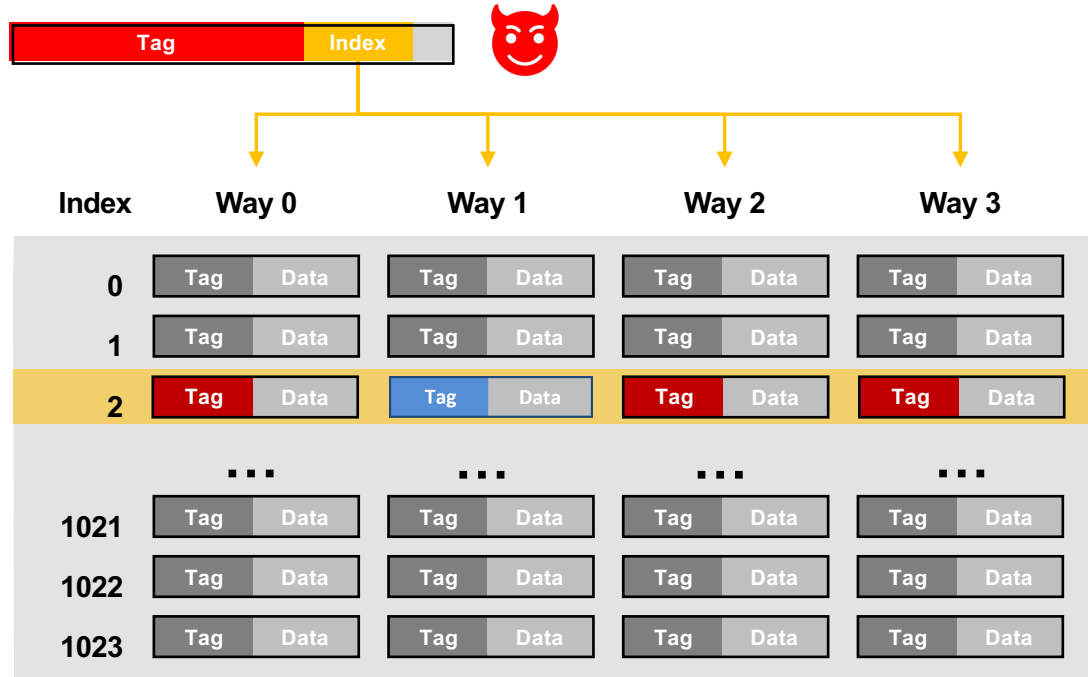 Tag Index
Index Way 0 Way 1 Way 2 Way 3
0 Tag Data Tag Data Tag Data Tag Data
1 Tag Data Tag Data Tag Data Tag Data
2 Tag Data Tag Data Tag Data Tag Data
... ... ... ...
1021 Tag Data Tag Data Tag Data Tag Data
1022 Tag Data Tag Data Tag Data Tag Data
1023 Tag Data Tag Data Tag Data Tag Data